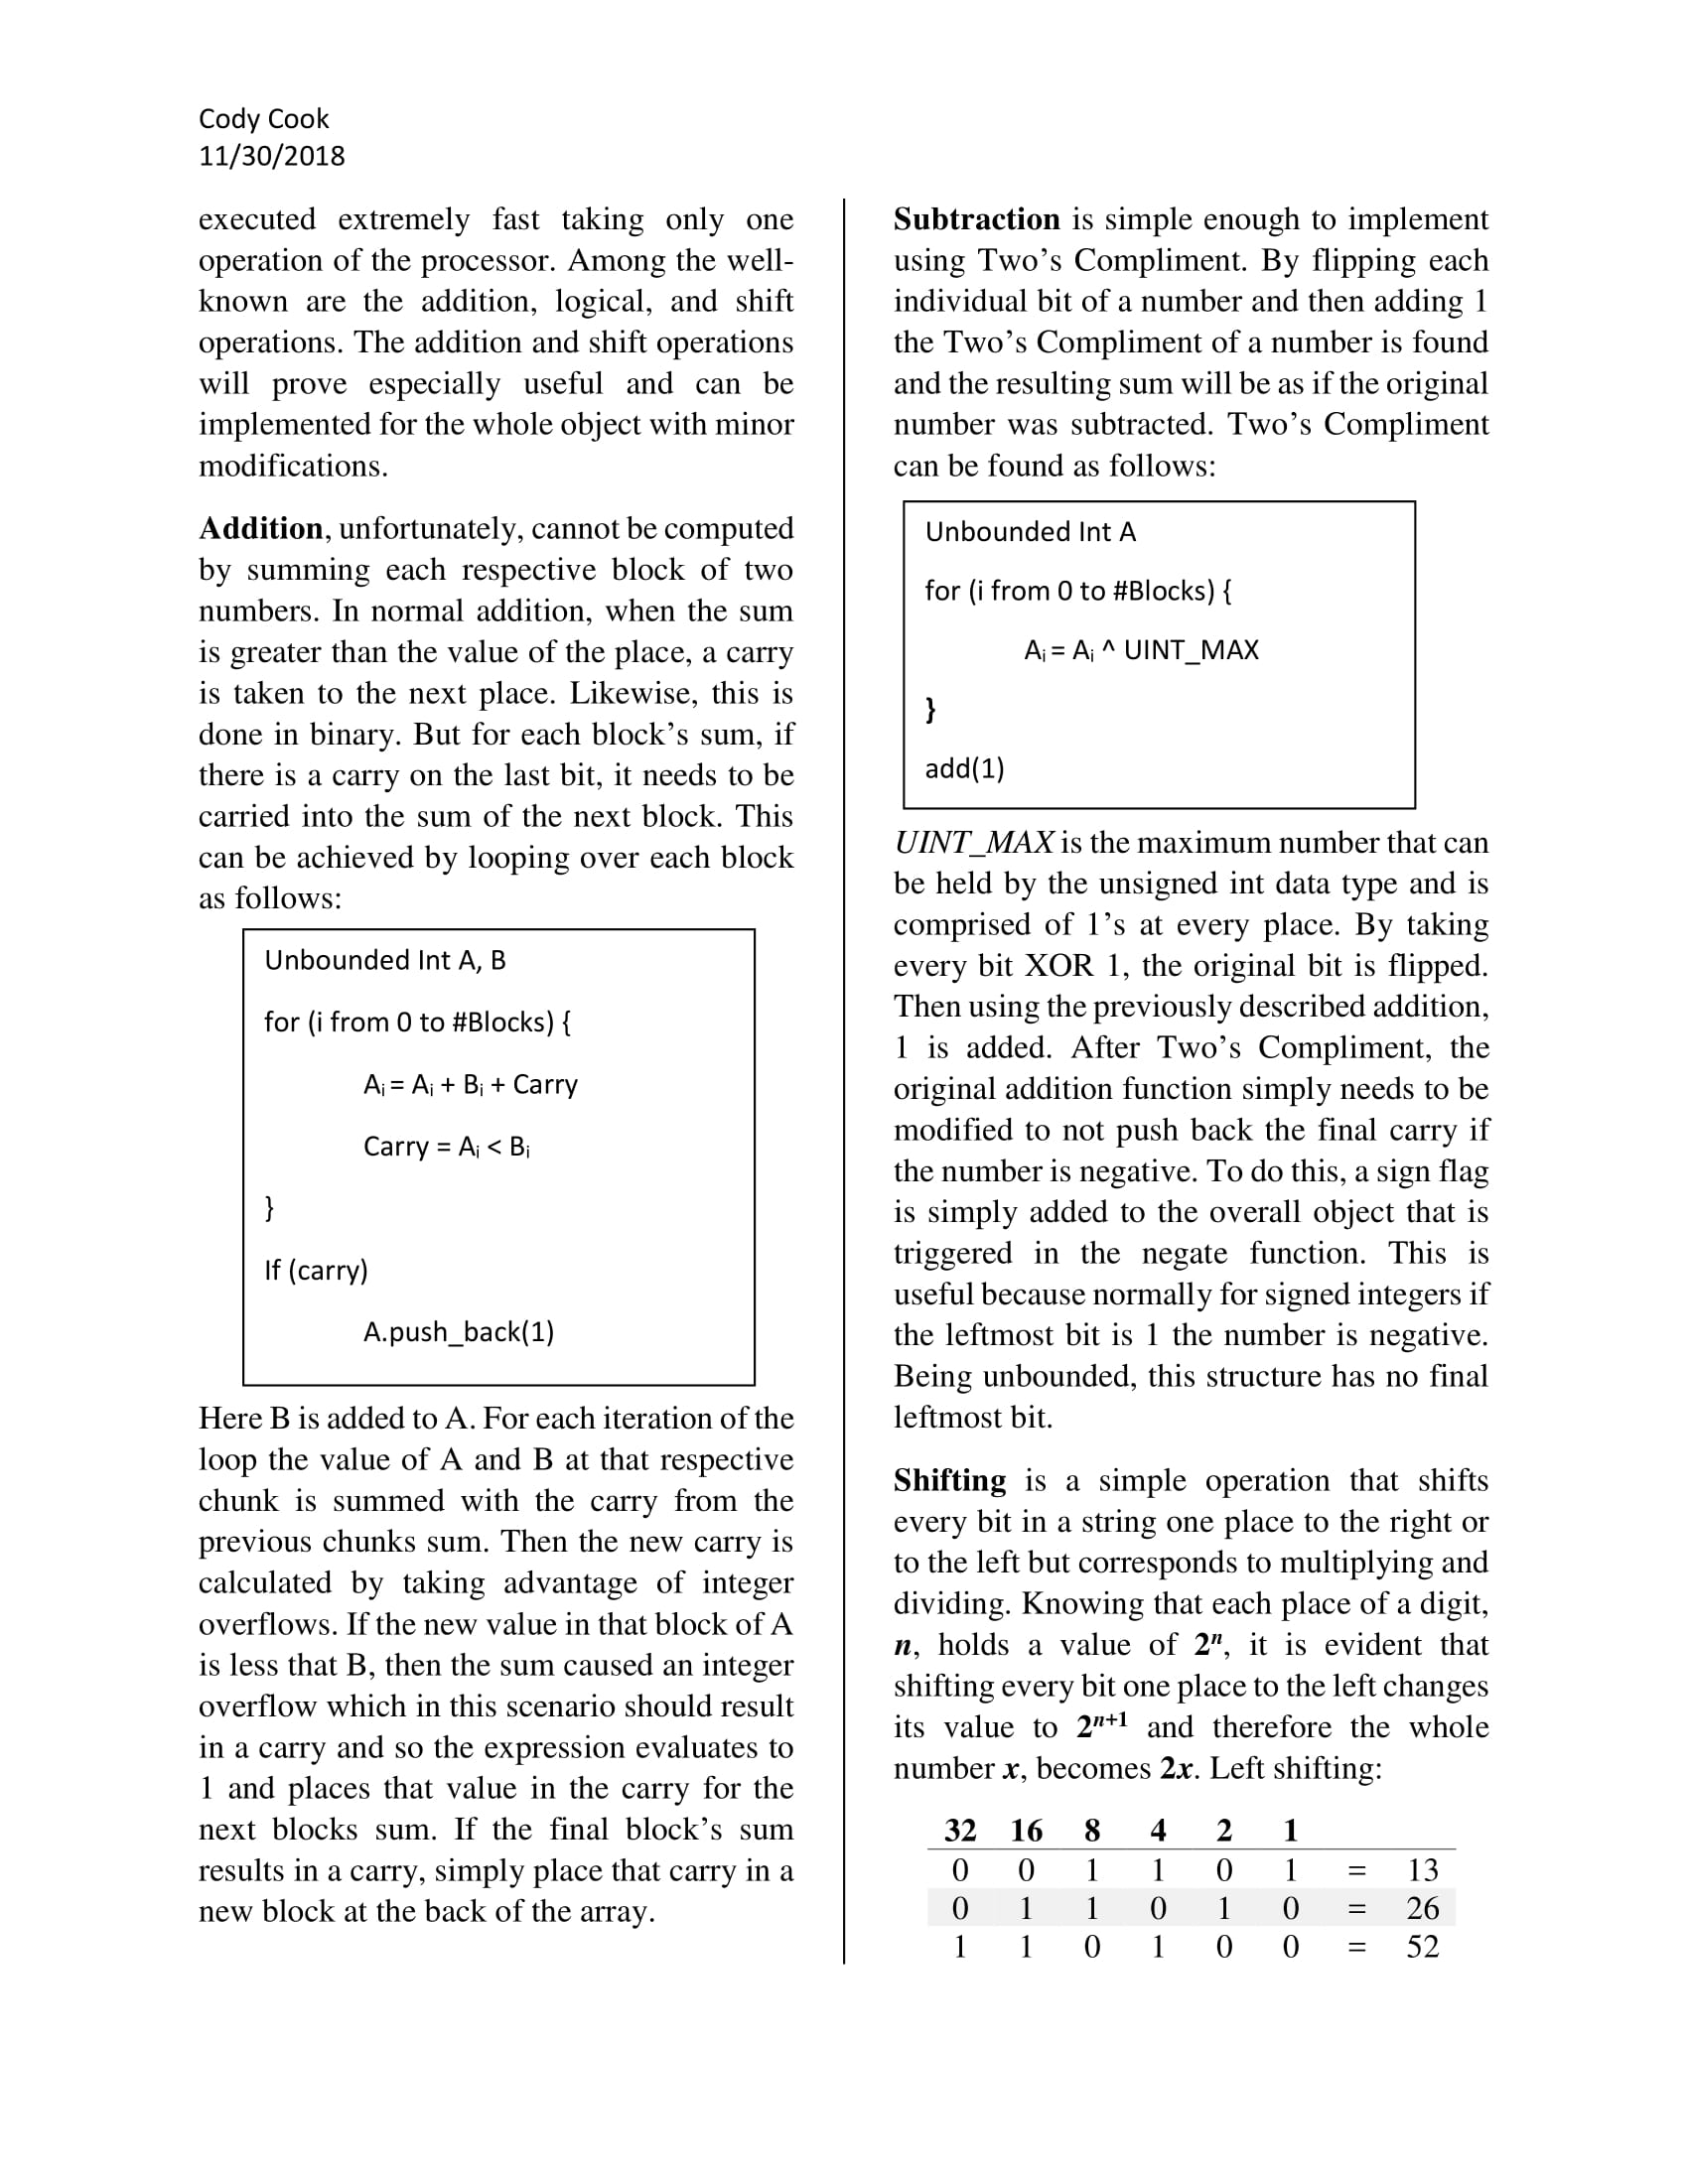 Cody Cook
11/30/2018
executed extremely fast taking only one
operation of the processor. Among the well-
known are the addition, logical, and shift
operations. The addition and shift operations
will prove especially useful and can be
implemented for the whole object with minor
modifications.
Addition, unfortunately, cannot be computed
by summing each respective block of two
numbers. In normal addition, when the sum
is greater than the value of the place, a carry
is taken to the next place. Likewise, this is
done in binary. But for each block’s sum, if
there is a carry on the last bit, it needs to be
carried into the sum of the next block. This
can be achieved by looping over each block
as follows:
Unbounded Int A, B
for (i from 0 to #Blocks) {
Aᵢ = Aᵢ + Bᵢ + Carry
Carry = Aᵢ < Bᵢ
}
If (carry)
A.push_back(1)
Here B is added to A. For each iteration of the
loop the value of A and B at that respective
chunk is summed with the carry from the
previous chunks sum. Then the new carry is
calculated by taking advantage of integer
overflows. If the new value in that block of A
is less that B, then the sum caused an integer
overflow which in this scenario should result
in a carry and so the expression evaluates to
1 and places that value in the carry for the
next blocks sum. If the final block’s sum
results in a carry, simply place that carry in a
new block at the back of the array.
Subtraction is simple enough to implement
using Two’s Compliment. By flipping each
individual bit of a number and then adding 1
the Two’s Compliment of a number is found
and the resulting sum will be as if the original
number was subtracted. Two’s Compliment
can be found as follows:
Unbounded Int A
for (i from 0 to #Blocks) {
Aᵢ = Aᵢ ^ UINT_MAX
}
add(1)
UINT_MAX is the maximum number that can
be held by the unsigned int data type and is
comprised of 1’s at every place. By taking
every bit XOR 1, the original bit is flipped.
Then using the previously described addition,
1 is added. After Two’s Compliment, the
original addition function simply needs to be
modified to not push back the final carry if
the number is negative. To do this, a sign flag
is simply added to the overall object that is
triggered in the negate function. This is
useful because normally for signed integers if
the leftmost bit is 1 the number is negative.
Being unbounded, this structure has no final
leftmost bit.
Shifting is a simple operation that shifts
every bit in a string one place to the right or
to the left but corresponds to multiplying and
dividing. Knowing that each place of a digit,
n, holds a value of 2ⁿ, it is evident that
shifting every bit one place to the left changes
its value to 2ⁿ⁺¹ and therefore the whole
number x, becomes 2x. Left shifting:
32 16 8 4 2 1
0 0 1 1 0 1 = 13
0 1 1 0 1 0 = 26
1 1 0 1 0 0 = 52